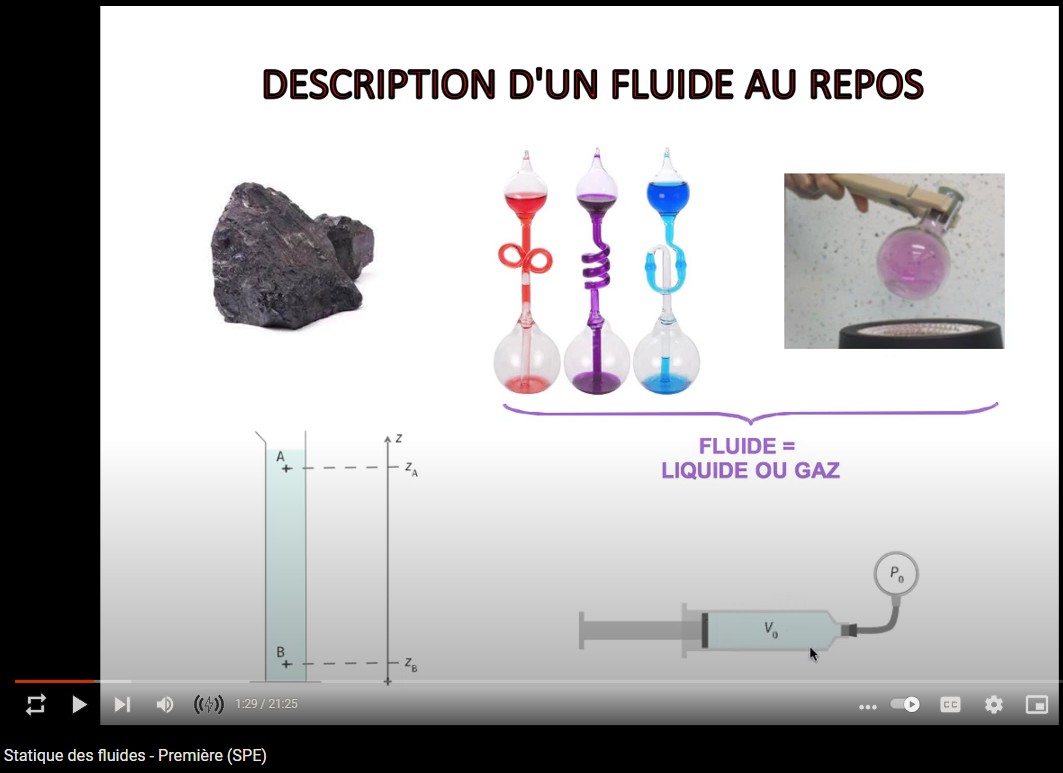 DESCRIPTION D'UN FLUIDE AU REPOS
FLUIDE =
LIQUIDE OU GAZ
A
z
z_A
B
z_B
P_0
V_0
1:29 / 21:25
CC
Statique des fluides - Première (SPE)